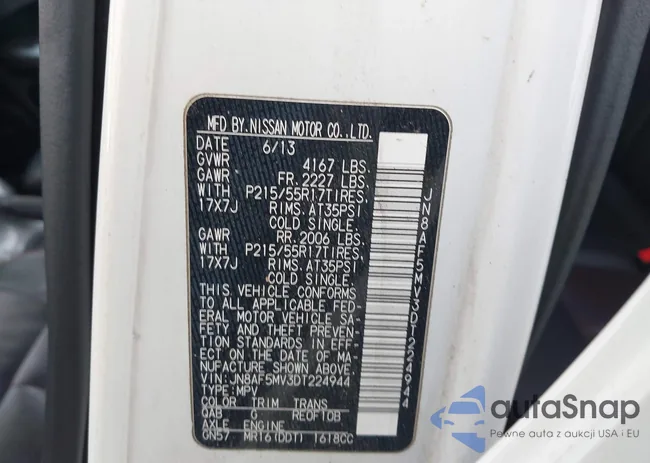 MFD BY.NISSAN MOTOR CO.,LTD.
DATE 6/13
GVWR 4167 LBS.
GAWR FR. 2227 LBS.
WITH P215/55R17TIRES,
17X7J RIMS. AT35PSI
COLD SINGLE.
GAWR RR. 2006 LBS.
WITH P215/55R17TIRES,
17X7J RIMS. AT35PSI
COLD SINGLE.
THIS VEHICLE CONFORMS
TO ALL APPLICABLE FED-
ERAL MOTOR VEHICLE SA-
FETY AND THEFT PREVEN-
TION STANDARDS IN EFF-
ECT ON THE DATE OF MA-
NUFACTURE SHOWN ABOVE.
VIN: JN8AF5MV3DT224944
TYPE: MPV
COLOR TRIM TRANS
QAB G RE0F10B
AXLE ENGINE
GN57 MR16(DDT) 1618CC
JN8AF5MV3DT224944
autaSnap
Pewne auta z aukcji USA i EU